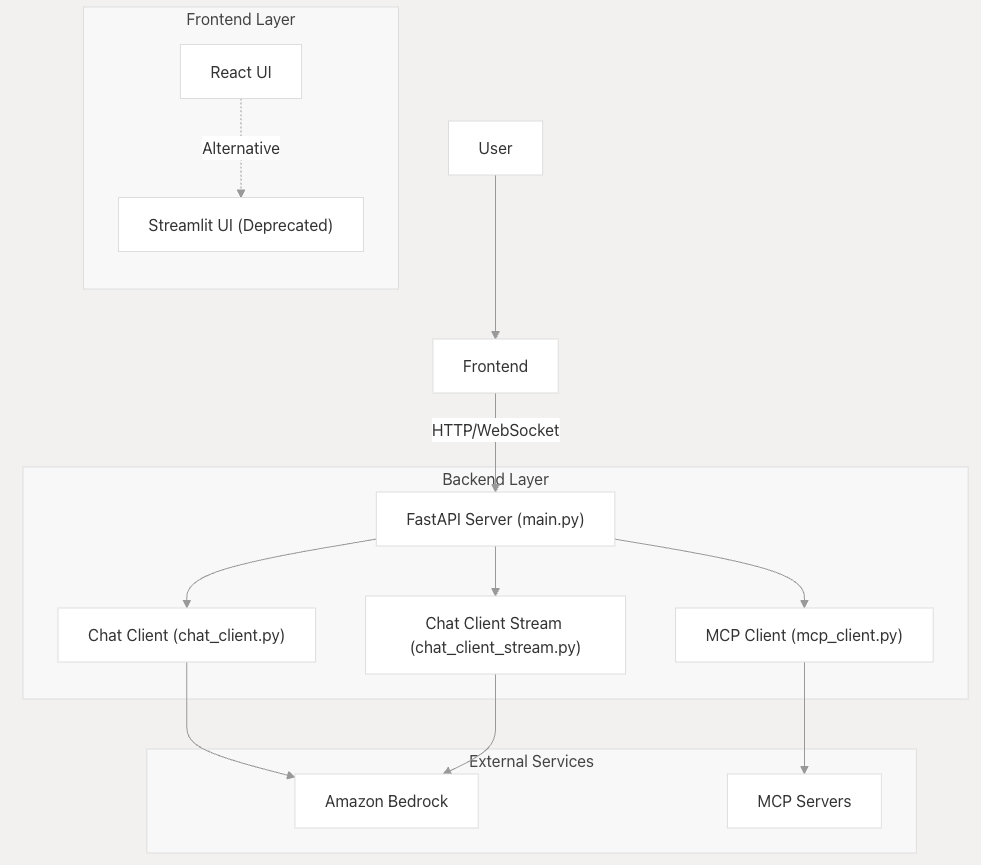 Frontend Layer
React UI
Alternative
Streamlit UI (Deprecated)
User
Frontend
HTTP/WebSocket
Backend Layer
FastAPI Server (main.py)
Chat Client (chat_client.py)
Chat Client Stream
(chat_client_stream.py)
MCP Client (mcp_client.py)
External Services
Amazon Bedrock
MCP Servers